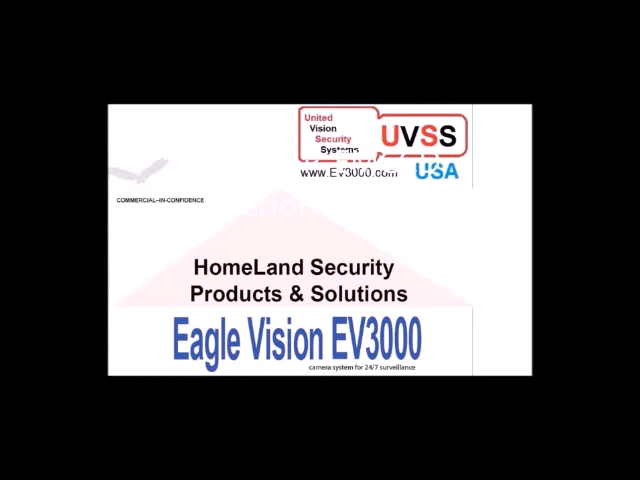 United
Vision
Security
Systems
UVSS
www.EV3000.com
USA
COMMERCIAL-IN-CONFIDENCE
HomeLand Security
Products & Solutions
Eagle Vision EV3000
camera system for 24/7 surveillance